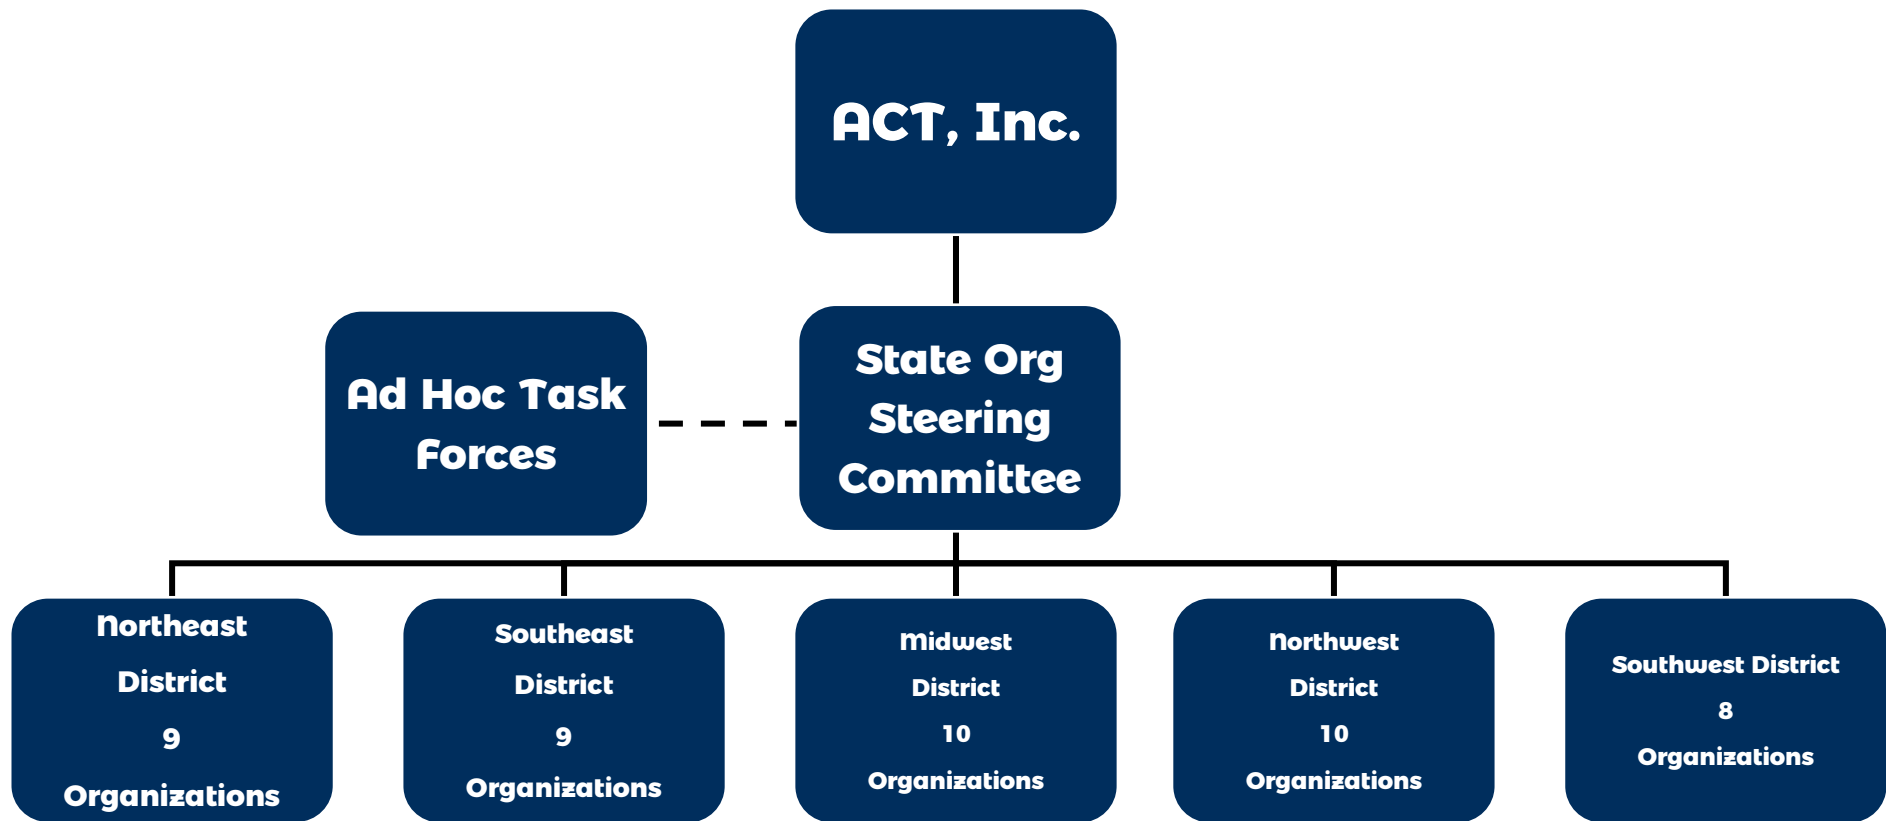 ACT, Inc.
Ad Hoc Task
Forces
State Org
Steering
Committee
Northeast
District
9
Organizations
Southeast
District
9
Organizations
Midwest
District
10
Organizations
Northwest
District
10
Organizations
Southwest District
8
Organizations